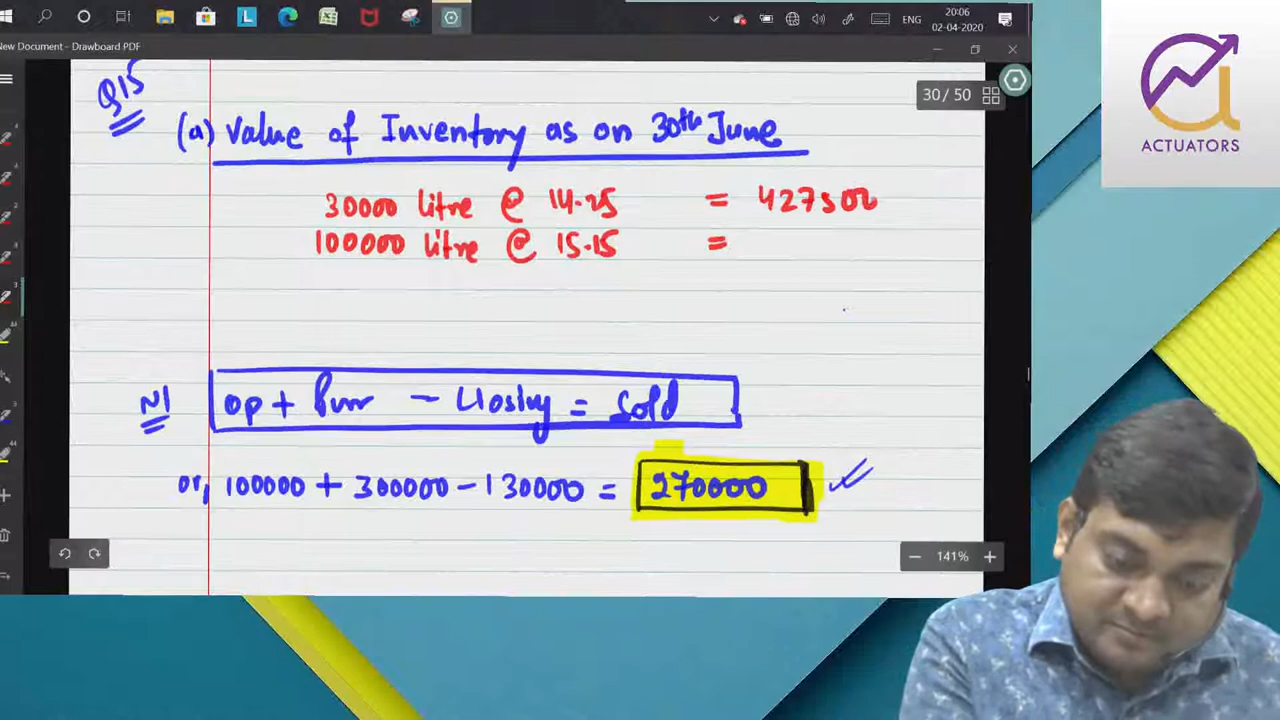 20:06
ENG
02-04-2020
New Document - Drawboard PDF
30 / 50
ACTUATORS
Q15
(a) Value of Inventory as on 30th June
30000 litre @ 14.25 = 427500
100000 litre @ 15.15 =
N1
op + Purr - Closing = Sold
or, 100000 + 300000 - 130000 = 270000
141%